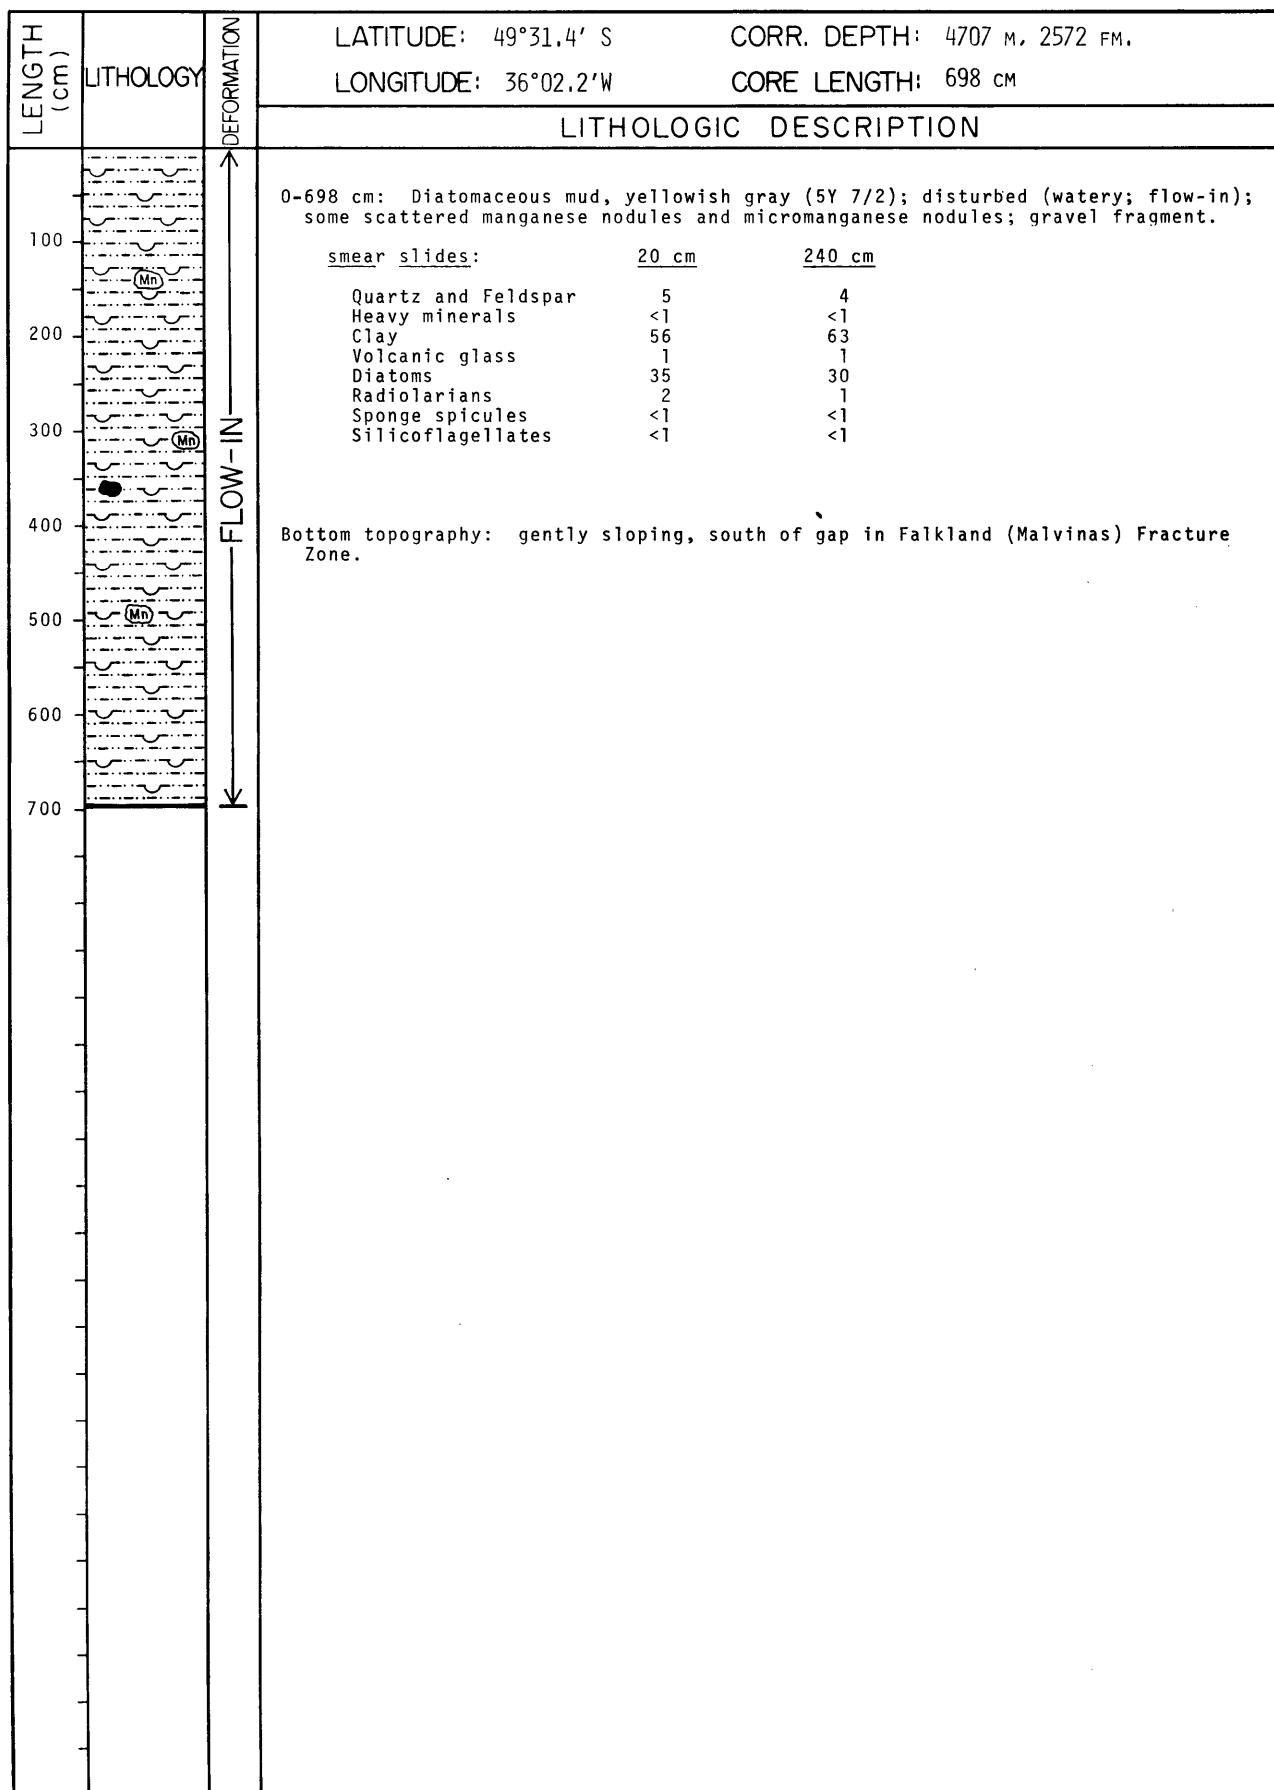 LENGTH (cm)
LITHOLOGY
DEFORMATION
LATITUDE: 49°31.4′ S CORR. DEPTH: 4707 M, 2572 FM.
LONGITUDE: 36°02.2′W CORE LENGTH: 698 CM
LITHOLOGIC DESCRIPTION
0-698 cm: Diatomaceous mud, yellowish gray (5Y 7/2); disturbed (watery; flow-in);
some scattered manganese nodules and micromanganese nodules; gravel fragment.
smear slides: 20 cm 240 cm
Quartz and Feldspar 5 4
Heavy minerals <1 <1
Clay 56 63
Volcanic glass 1 1
Diatoms 35 30
Radiolarians 2 1
Sponge spicules <1 <1
Silicoflagellates <1 <1
Bottom topography: gently sloping, south of gap in Falkland (Malvinas) Fracture
Zone.
100
Mn
200
300
Mn
400
500
Mn
600
700
FLOW-IN